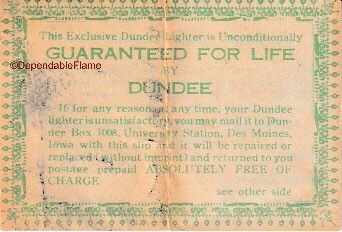 This Exclusive Dundee Lighter is Unconditionally
GUARANTEED FOR LIFE
©DependableFlame
BY
DUNDEE
If for any reason, at any time, your Dundee
lighter is unsatisfactory, you may mail it to Dun-
dee Box 1008, University Station, Des Moines,
Iowa with this slip and it will be repaired or
replaced (without imprint) and returned to you
postage prepaid ABSOLUTELY FREE OF
CHARGE.
see other side